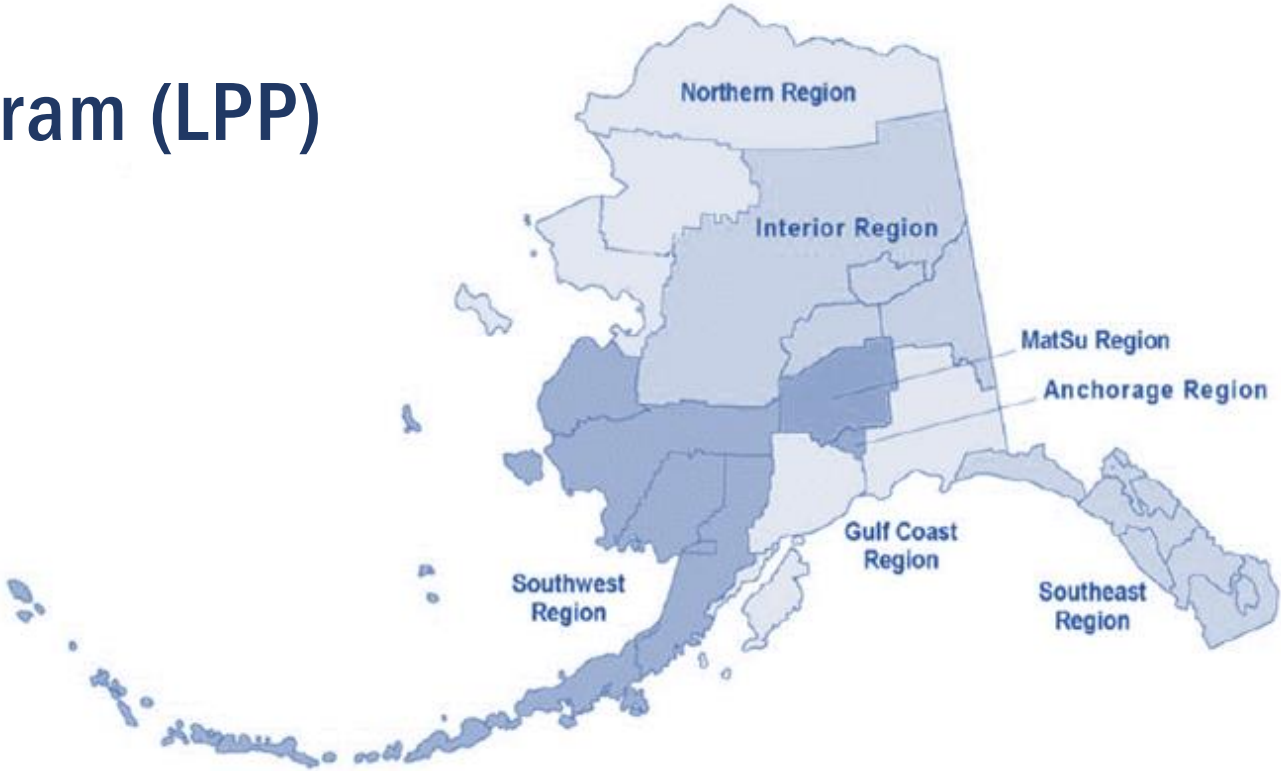 ram (LPP)
Northern Region
Interior Region
MatSu Region
Anchorage Region
Gulf Coast
Region
Southwest
Region
Southeast
Region